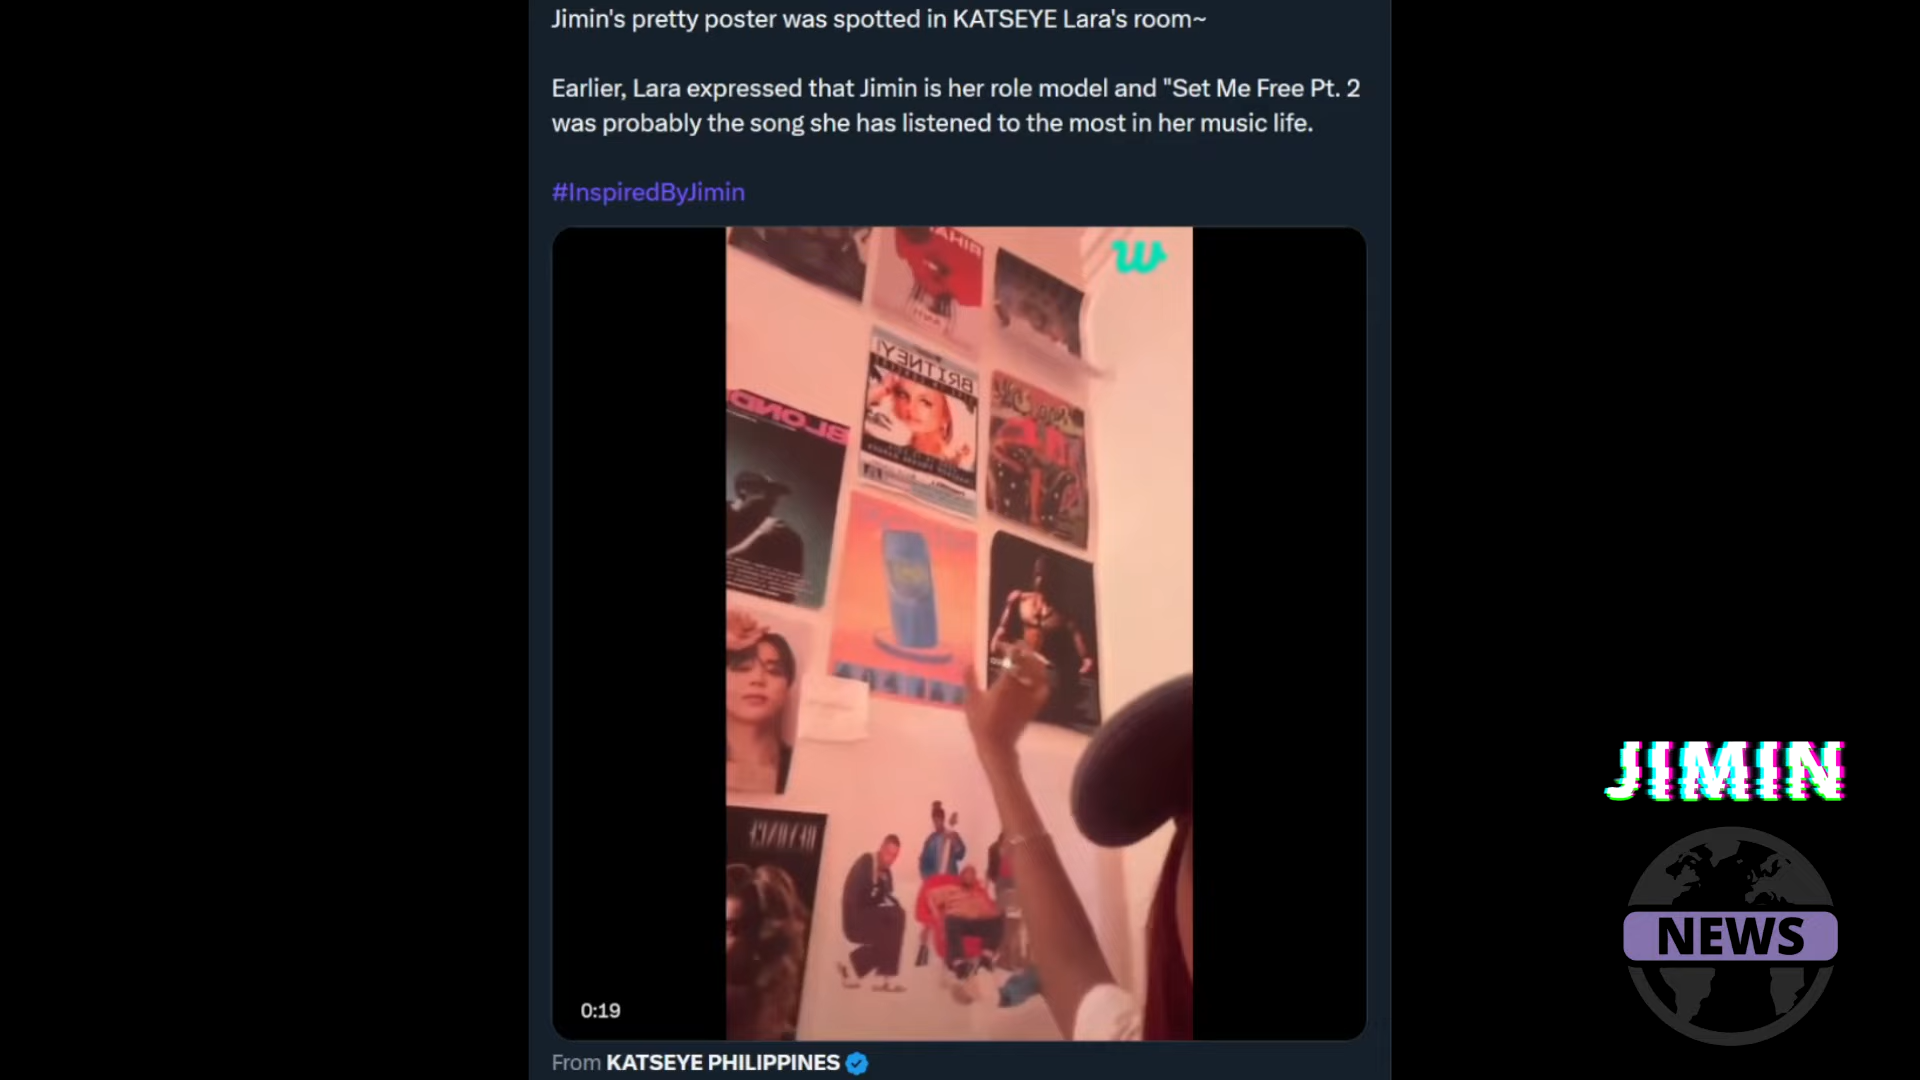 Jimin's pretty poster was spotted in KATSEYE Lara's room~
Earlier, Lara expressed that Jimin is her role model and "Set Me Free Pt. 2
was probably the song she has listened to the most in her music life.
#InspiredByJimin
RIHAN
BRITNEY!
BLOND
JIMIN
NEWS
0:19
From KATSEYE PHILIPPINES